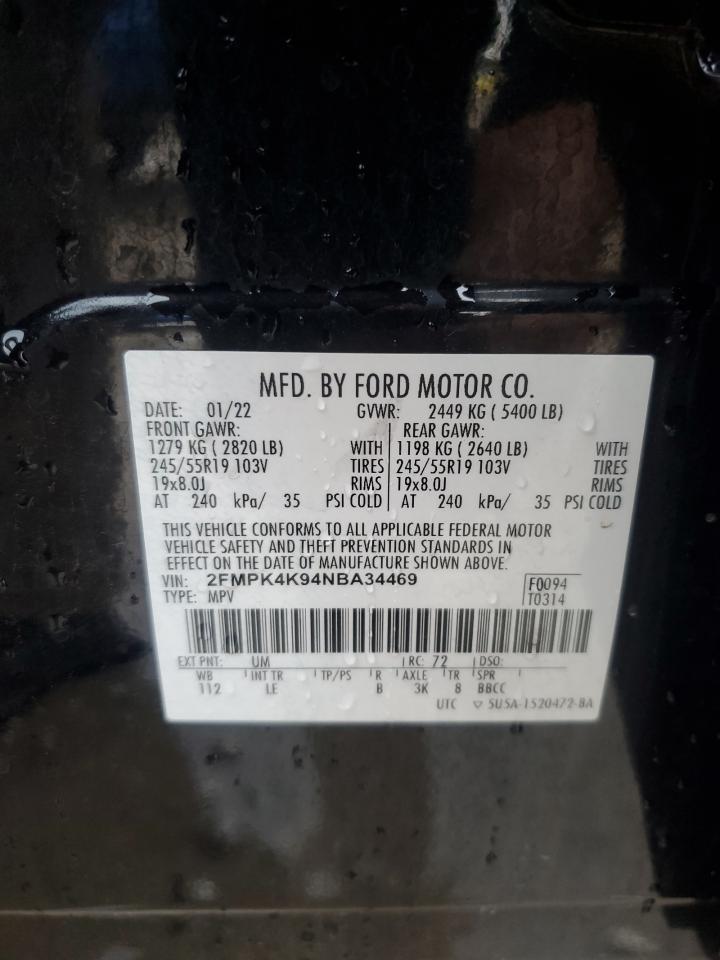 MFD. BY FORD MOTOR CO.
DATE: 01/22 GVWR: 2449 KG ( 5400 LB)
FRONT GAWR: REAR GAWR:
1279 KG ( 2820 LB) WITH 1198 KG ( 2640 LB) WITH
245/55R19 103V TIRES 245/55R19 103V TIRES
19x8.0J RIMS 19x8.0J RIMS
AT 240 kPa/ 35 PSI COLD AT 240 kPa/ 35 PSI COLD
THIS VEHICLE CONFORMS TO ALL APPLICABLE FEDERAL MOTOR
VEHICLE SAFETY AND THEFT PREVENTION STANDARDS IN
EFFECT ON THE DATE OF MANUFACTURE SHOWN ABOVE.
VIN: 2FMPK4K94NBA34469 F0094
TYPE: MPV T0314
EXT PNT: UM RC: 72 DSO:
WB INT TR TP/PS R AXLE TR SPR
112 LE B 3K 8 BBCC
UTC ▽ 5U5A-1520472-BA